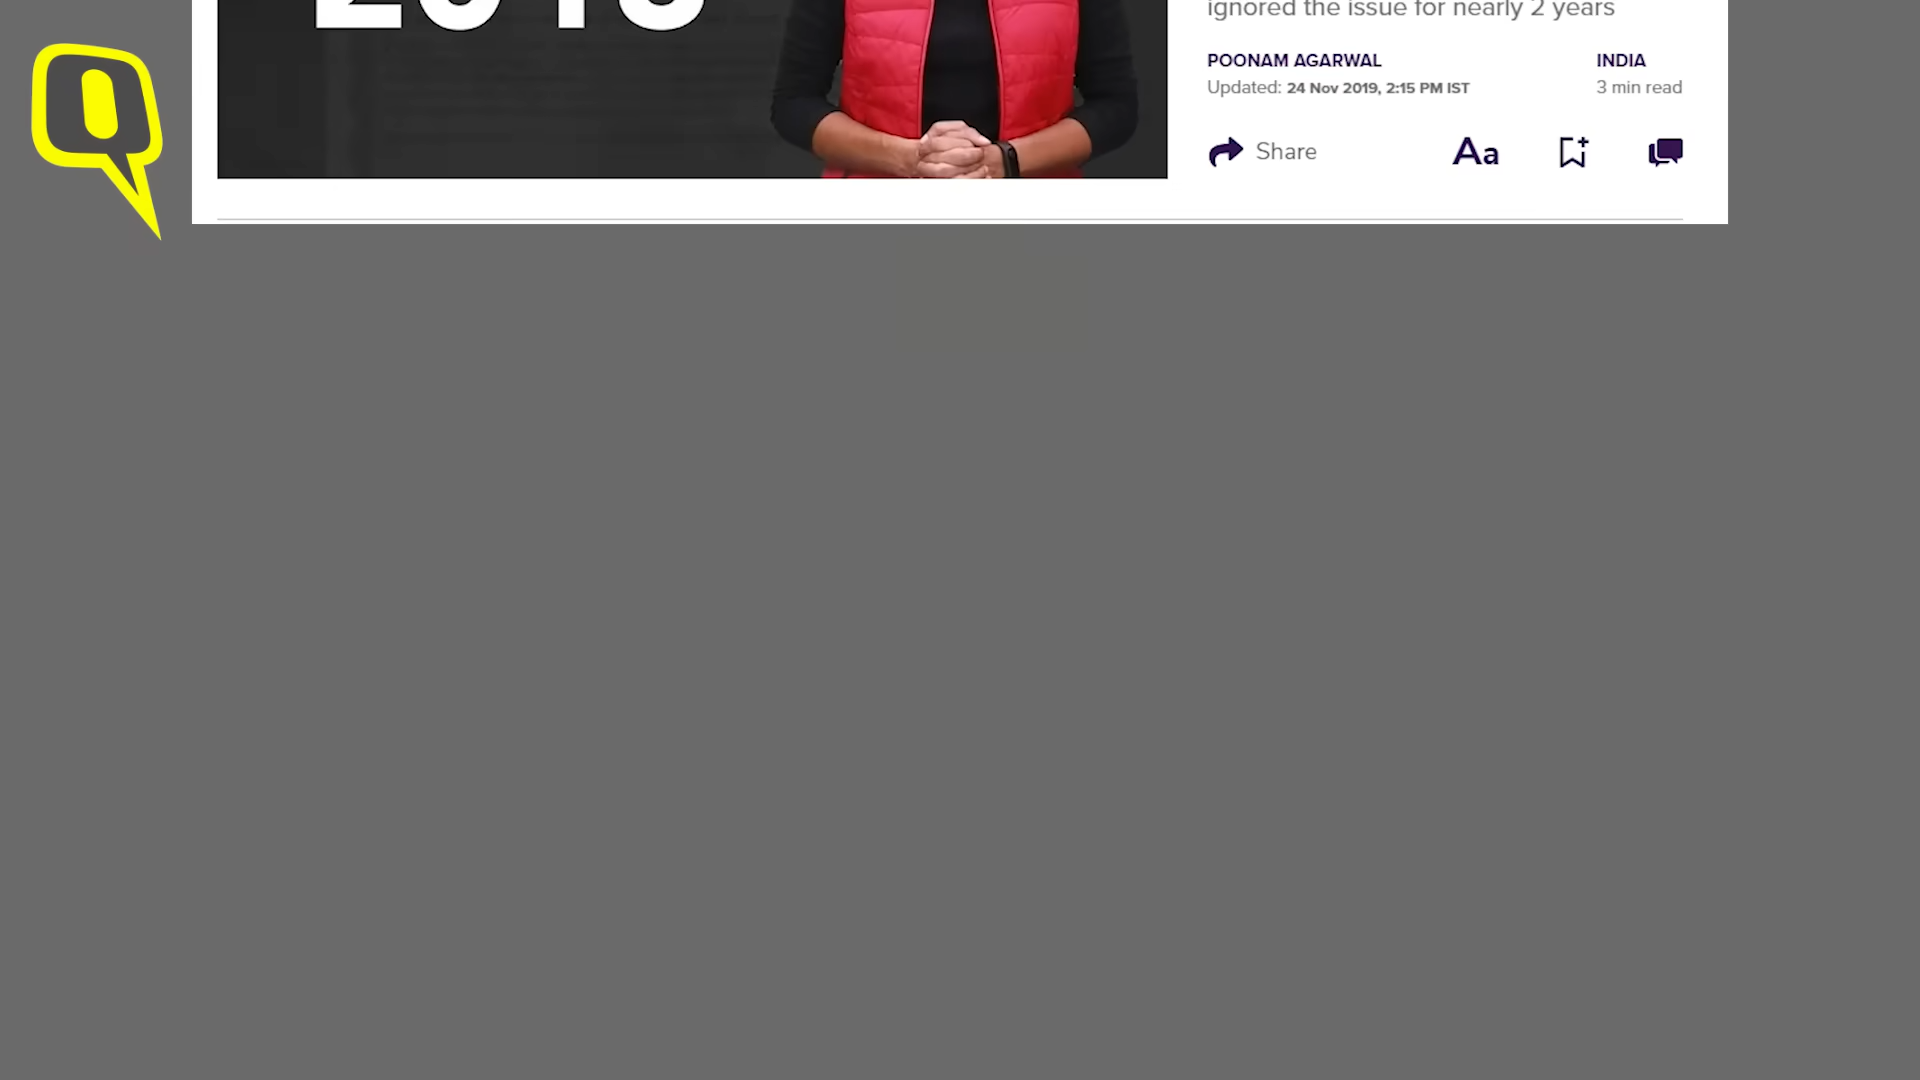 ignored the issue for nearly 2 years
POONAM AGARWAL
INDIA
Updated: 24 Nov 2019, 2:15 PM IST
3 min read
Share
Aa